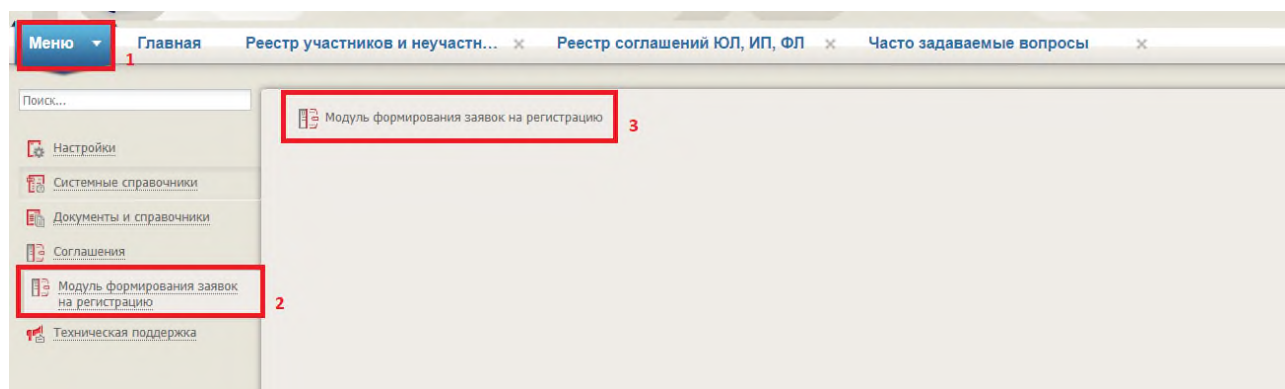 Меню
1
Главная
Реестр участников и неучастн...
Реестр соглашений ЮЛ, ИП, ФЛ
Часто задаваемые вопросы
Поиск...
Модуль формирования заявок на регистрацию
3
Настройки
Системные справочники
Документы и справочники
Соглашения
Модуль формирования заявок
на регистрацию
2
Техническая поддержка